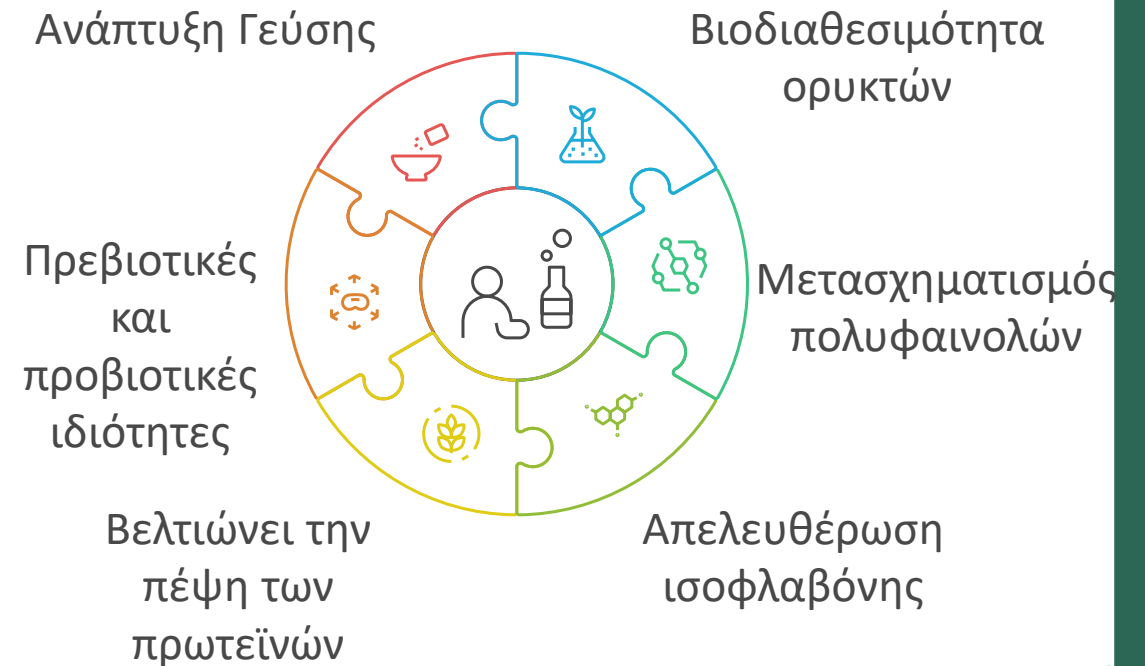 Ανάπτυξη Γεύσης
Βιοδιαθεσιμότητα
ορυκτών
Πρεβιοτικές
και
προβιοτικές
ιδιότητες
Μετασχηματισμός
πολυφαινολών
Βελτιώνει την
πέψη των
πρωτεϊνών
Απελευθέρωση
ισοφλαβόνης